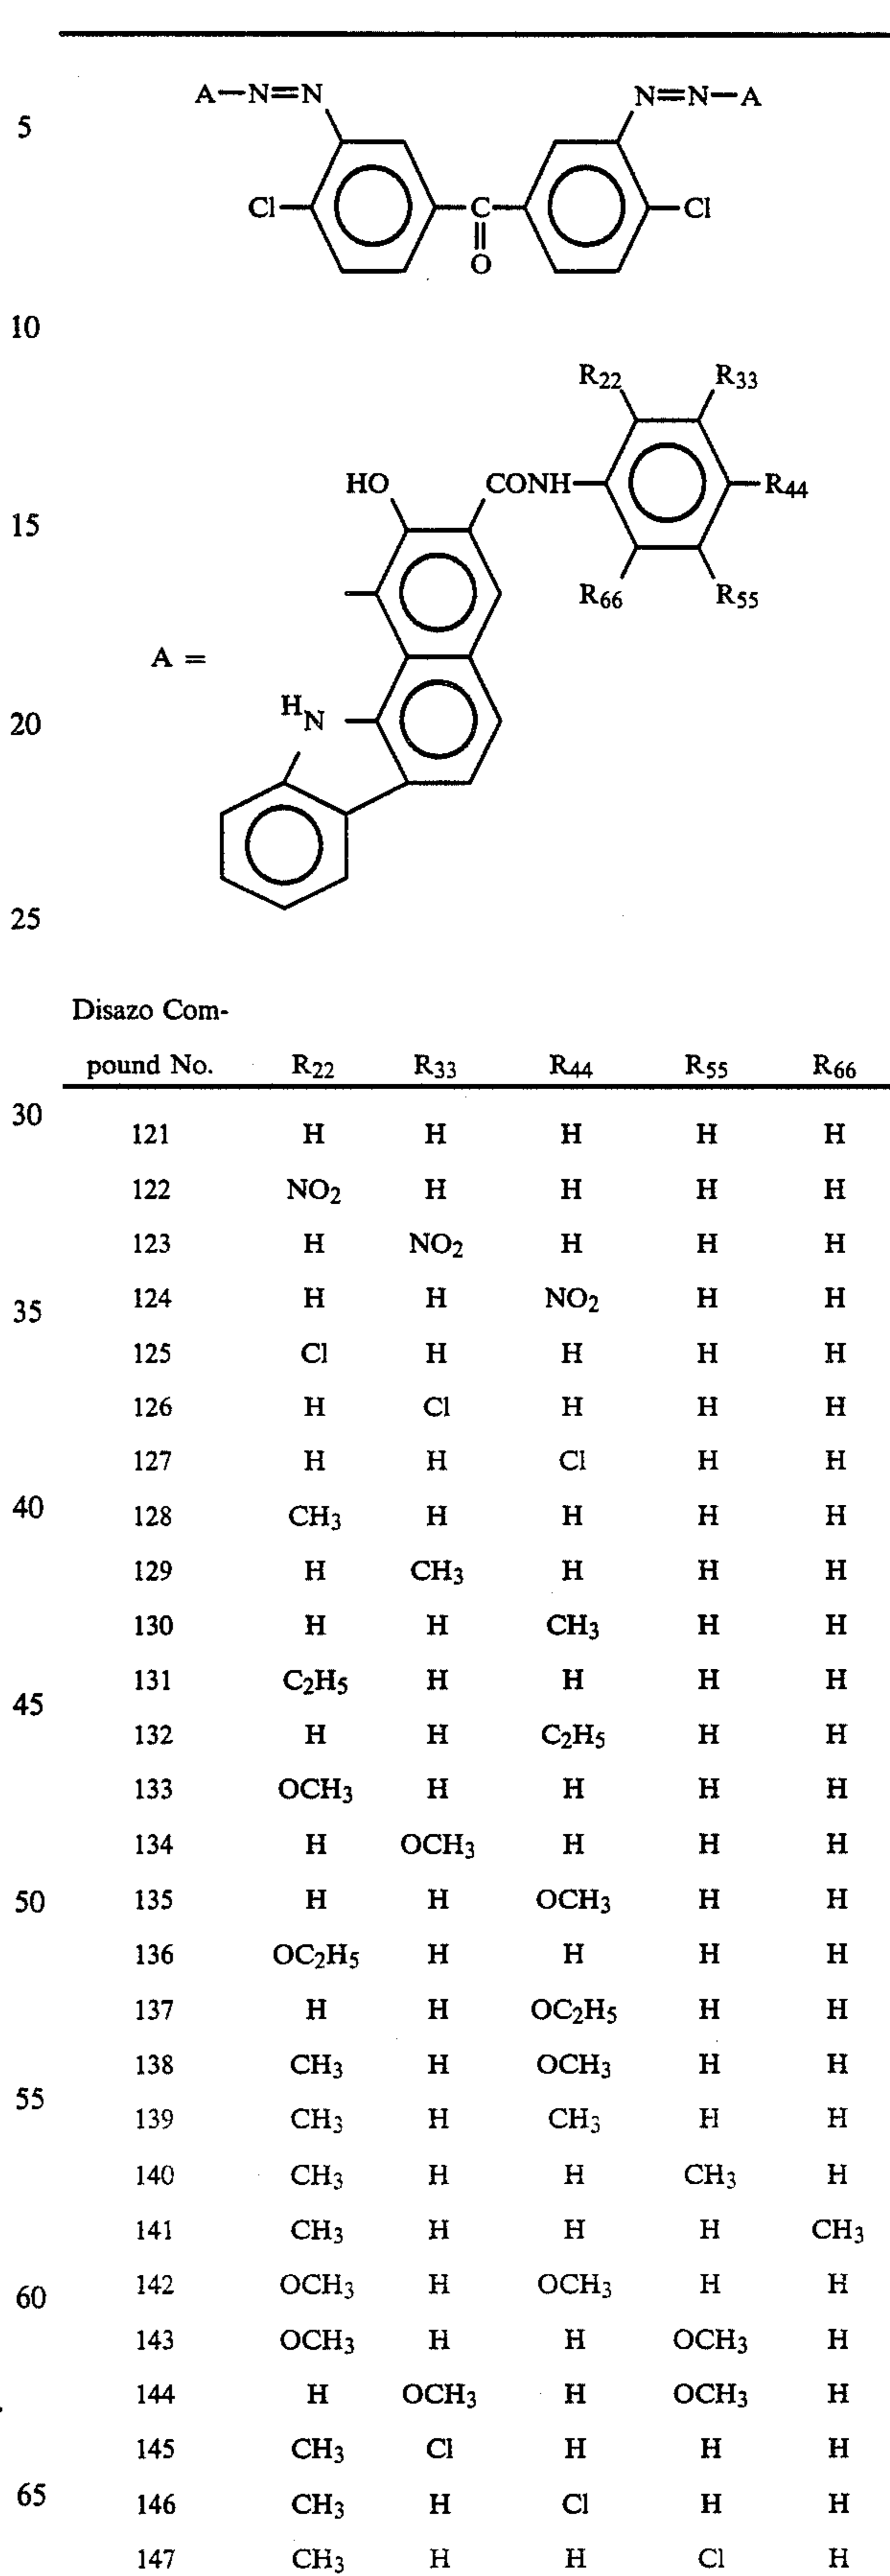 A—N=N N=N—A
5
Cl C Cl
O
10
R22 R33
HO CONH R44
15
R66 R55
A =
H
N
20
25
Disazo Com-
pound No. R22 R33 R44 R55 R66
30
121 H H H H H
122 NO2 H H H H
123 H NO2 H H H
35
124 H H NO2 H H
125 Cl H H H H
126 H Cl H H H
127 H H Cl H H
40
128 CH3 H H H H
129 H CH3 H H H
130 H H CH3 H H
131 C2H5 H H H H
45
132 H H C2H5 H H
133 OCH3 H H H H
134 H OCH3 H H H
50
135 H H OCH3 H H
136 OC2H5 H H H H
137 H H OC2H5 H H
138 CH3 H OCH3 H H
55
139 CH3 H CH3 H H
140 CH3 H H CH3 H
141 CH3 H H H CH3
60
142 OCH3 H OCH3 H H
143 OCH3 H H OCH3 H
144 H OCH3 H OCH3 H
145 CH3 Cl H H H
65
146 CH3 H Cl H H
147 CH3 H H Cl H